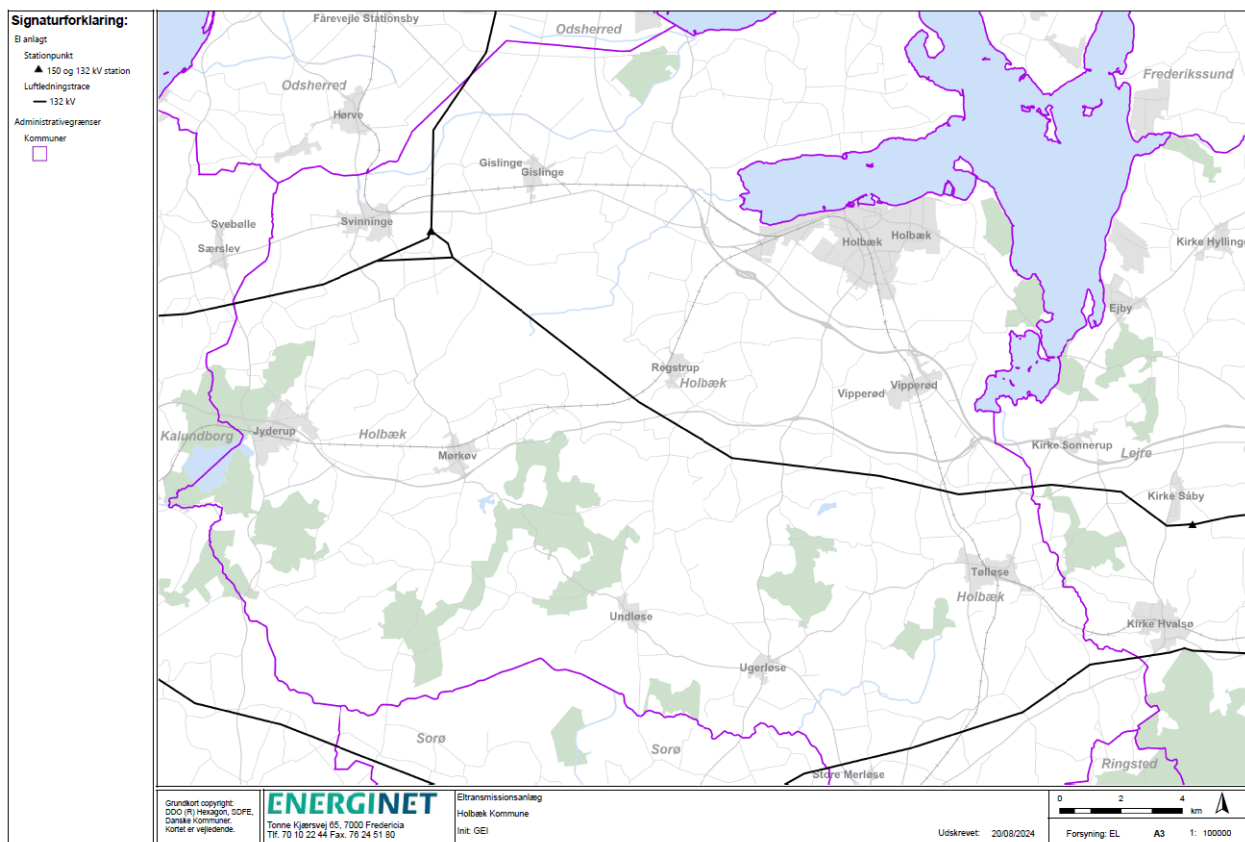 Signaturforklaring:
El anlagt
Stationpunkt
150 og 132 kV station
Luftledningstrace
132 kV
Administrativegrænser
Kommuner
Fårevejle Stationsby
Odsherred
Odsherred
Frederikssund
Hørve
Gislinge
Gislinge
Svebølle
Svinninge
Særslev
Holbæk
Holbæk
Kirke Hylling
Ejby
Regstrup
Holbæk
Vipperød
Vipperød
Kalundborg
Jyderup
Holbæk
Mørkøv
Kirke Sonnerup
Lejre
Kirke Såby
Tølløse
Holbæk
Undløse
Kirke Hvalsø
Ugerløse
Sorø
Sorø
Store Merløse
Ringsted
Grundkort copyright:
DDO (R) Hexagon, SDFE,
Danske Kommuner.
Kortet er vejledende.
ENERGINET
Tonne Kjærsvej 65, 7000 Fredericia
Tlf. 70 10 22 44 Fax. 76 24 51 80
Eltransmissionsanlæg
Holbæk Kommune
Init: GEI
Udskrevet: 20/08/2024
0 2 4
km
Forsyning: EL A3 1: 100000